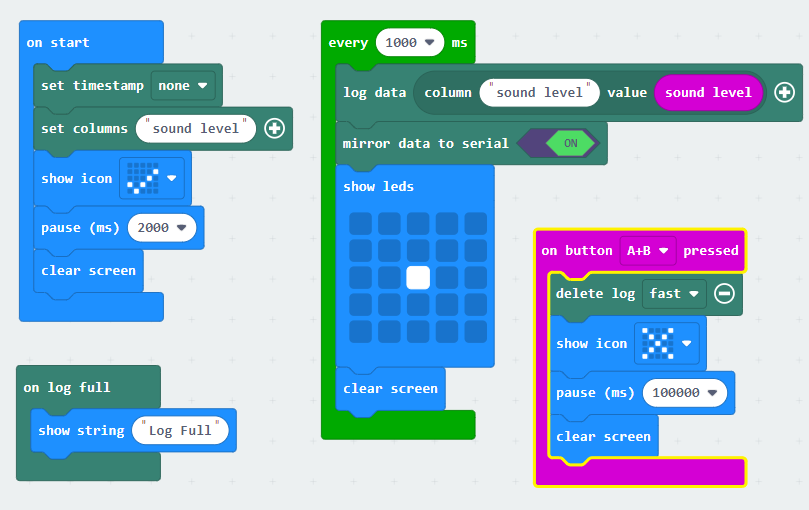 on start
set timestamp none
set columns "sound level"
show icon
pause (ms) 2000
clear screen
on log full
show string "Log Full"
every 1000 ms
log data column "sound level" value sound level
mirror data to serial ON
show leds
clear screen
on button A+B pressed
delete log fast
show icon
pause (ms) 100000
clear screen